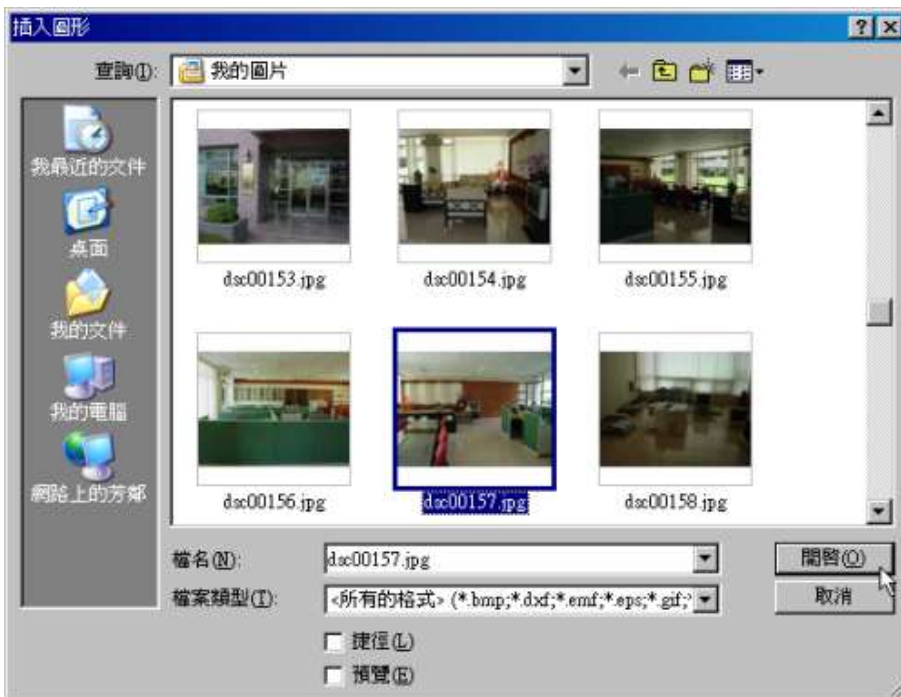 插入圖形
查詢(I): 我的圖片
我最近的文件
桌面
我的文件
我的電腦
網路上的芳鄰
dsc00153.jpg dsc00154.jpg dsc00155.jpg
dsc00156.jpg dsc00157.jpg dsc00158.jpg
檔名(N): dsc00157.jpg 開啓(O)
檔案類型(T): <所有的格式> (*.bmp;*.dxf;*.emf;*.eps;*.gif;* 取消
捷徑(L)
預覽(E)